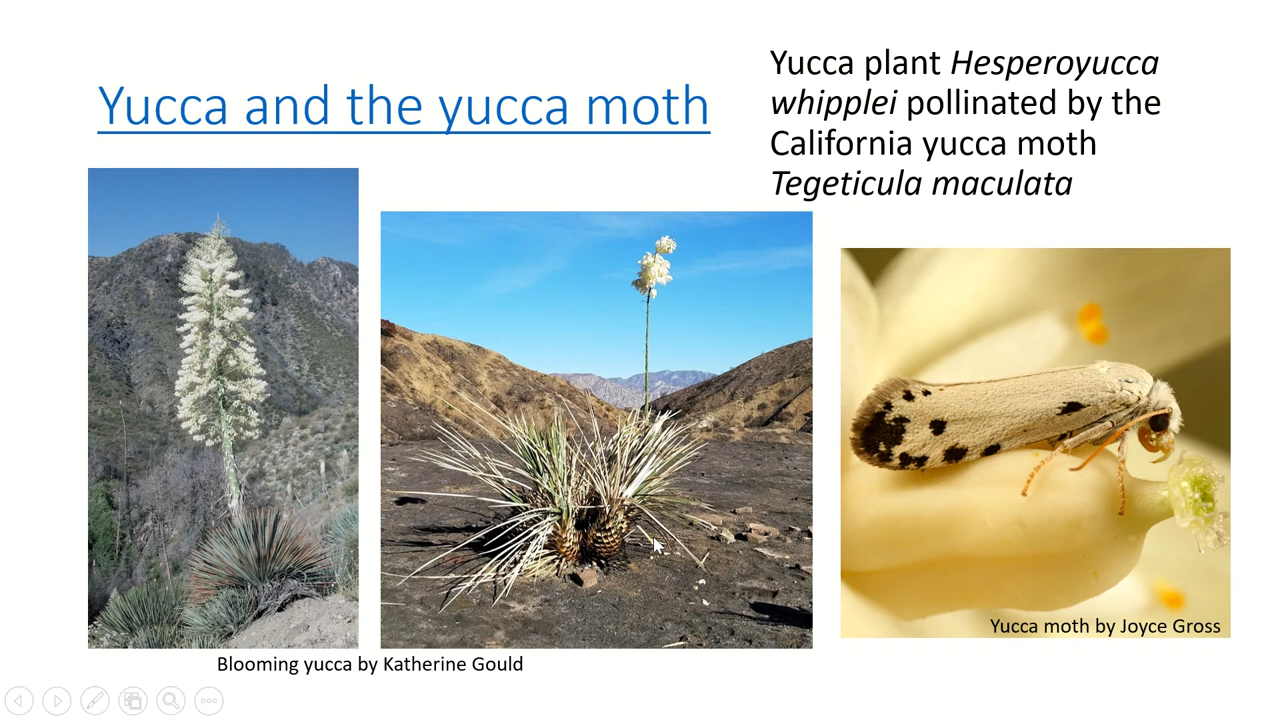 Yucca and the yucca moth
Yucca plant Hesperoyucca
whipplei pollinated by the
California yucca moth
Tegeticula maculata
Yucca moth by Joyce Gross
Blooming yucca by Katherine Gould